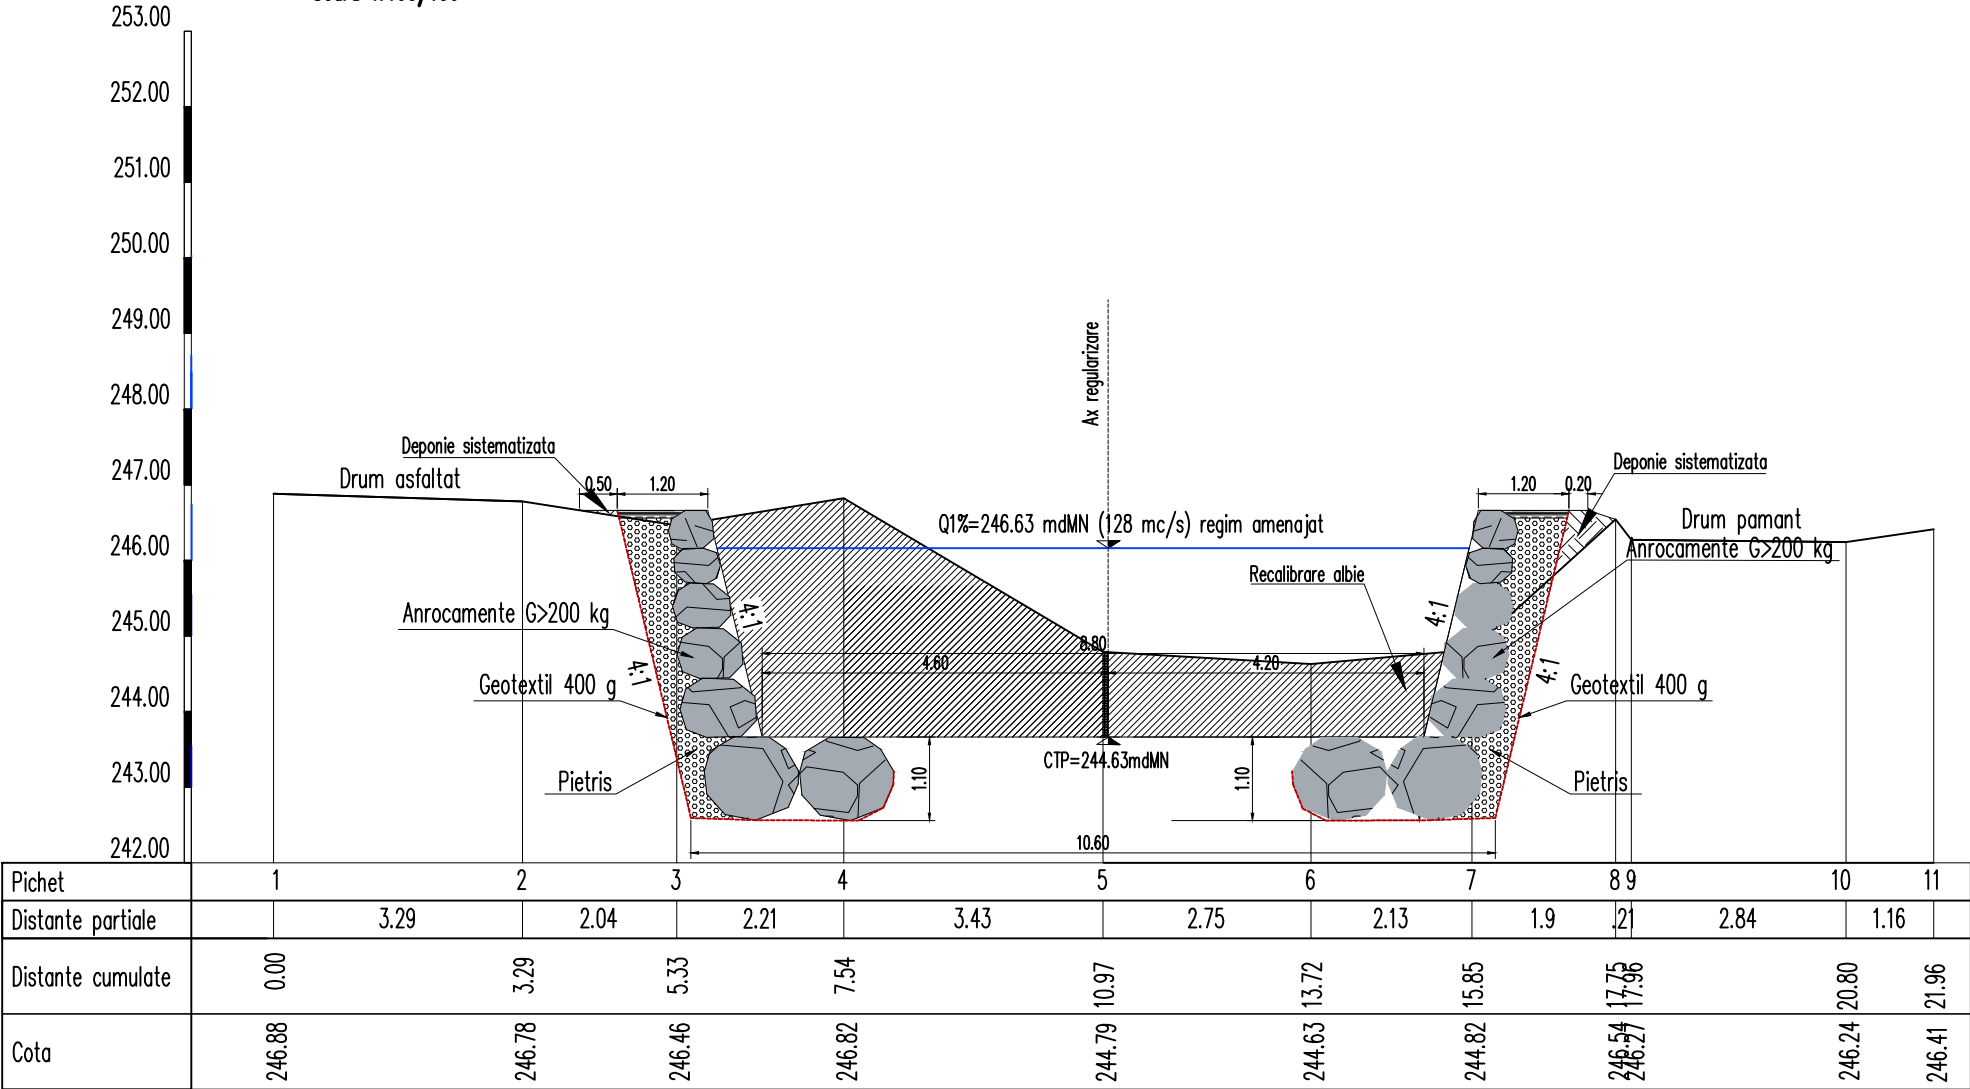 253.00
252.00
251.00
250.00
249.00
248.00
247.00
246.00
245.00
244.00
243.00
242.00
Ax regularizare
Deponie sistematizata
Drum asfaltat
0.50
1.20
Deponie sistematizata
1.20
0.20
Q1%=246.63 mdMN (128 mc/s) regim amenajat
Drum pamant
Anrocamente G>200 kg
Recalibrare albie
Anrocamente G>200 kg
4:1
4:1
8.80
4.60
4.20
4:1
4:1
Geotextil 400 g
Geotextil 400 g
CTP=244.63mdMN
Pietris
1.10
1.10
Pietris
10.60
Pichet 1 2 3 4 5 6 7 8 9 10 11
Distante partiale 3.29 2.04 2.21 3.43 2.75 2.13 1.9 .21 2.84 1.16
Distante cumulate 0.00 3.29 5.33 7.54 10.97 13.72 15.85 17.75 17.96 20.80 21.96
Cota 246.88 246.78 246.46 246.82 244.79 244.63 244.82 246.54 246.27 246.24 246.41